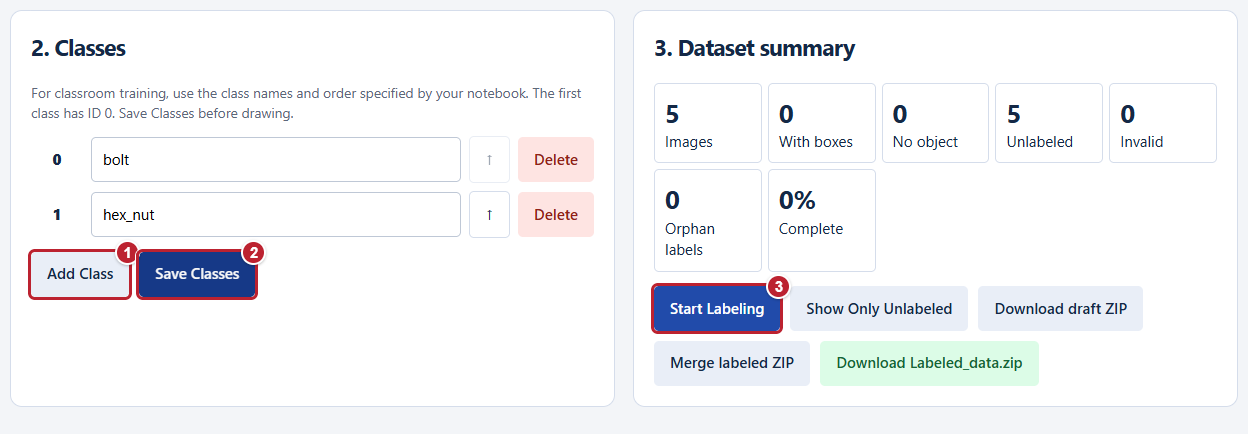 2. Classes
For classroom training, use the class names and order specified by your notebook. The first
class has ID 0. Save Classes before drawing.
0 bolt ↑ Delete
1 hex_nut ↑ Delete
Add Class 1 Save Classes 2
3. Dataset summary
5 0 0 5 0
Images With boxes No object Unlabeled Invalid
0 0%
Orphan Complete
labels
Start Labeling 3 Show Only Unlabeled Download draft ZIP
Merge labeled ZIP Download Labeled_data.zip